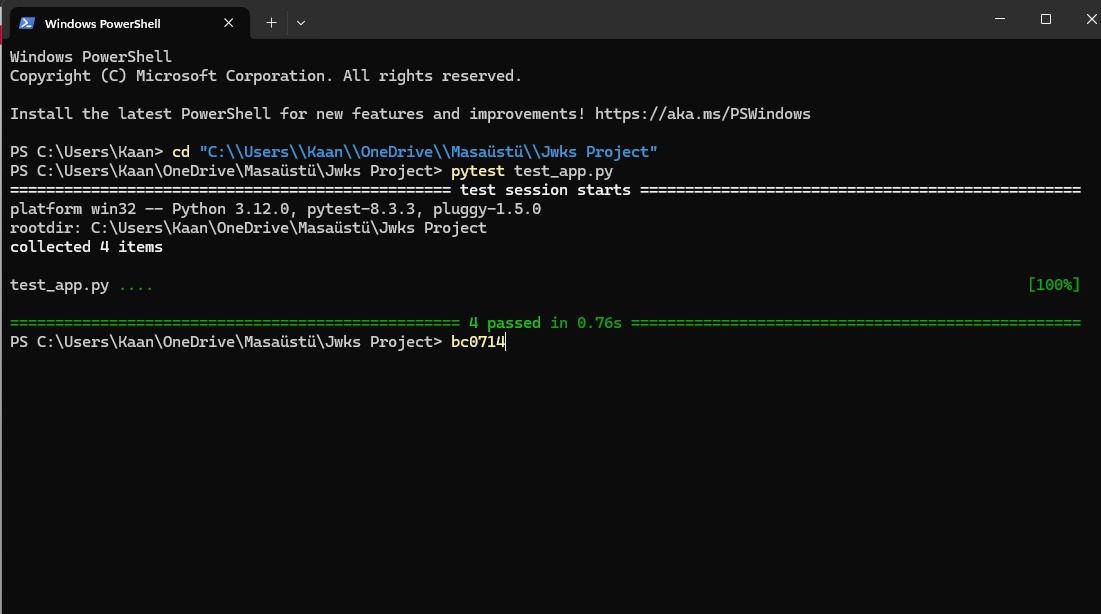 Windows PowerShell
Windows PowerShell
Copyright (C) Microsoft Corporation. All rights reserved.
Install the latest PowerShell for new features and improvements! https://aka.ms/PSWindows
PS C:\Users\Kaan> cd "C:\\Users\\Kaan\\OneDrive\\Masaüstü\\Jwks Project"
PS C:\Users\Kaan\OneDrive\Masaüstü\Jwks Project> pytest test_app.py
================================================= test session starts =================================================
platform win32 -- Python 3.12.0, pytest-8.3.3, pluggy-1.5.0
rootdir: C:\Users\Kaan\OneDrive\Masaüstü\Jwks Project
collected 4 items
test_app.py .... [100%]
================================================== 4 passed in 0.76s ==================================================
PS C:\Users\Kaan\OneDrive\Masaüstü\Jwks Project> bc0714